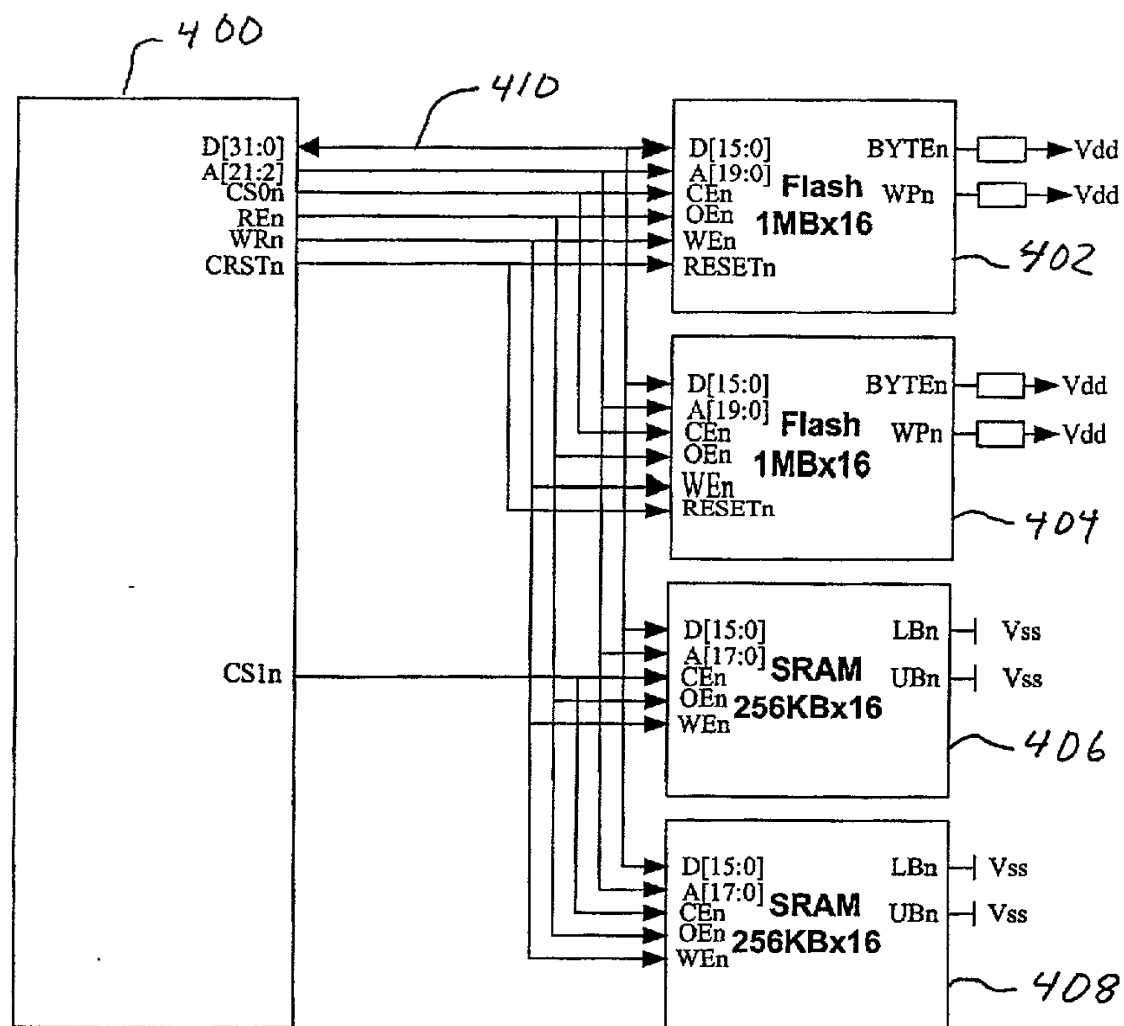 400
410
D[31:0]
A[21:2]
CS0n
REn
WRn
CRSTn
CS1n
D[15:0]
A[19:0]
CEn
OEn
WEn
RESETn
Flash
1MBx16
BYTEn
Vdd
WPn
Vdd
402
D[15:0]
A[19:0]
CEn
OEn
WEn
RESETn
Flash
1MBx16
BYTEn
Vdd
WPn
Vdd
404
D[15:0]
A[17:0]
CEn
OEn
WEn
SRAM
256KBx16
LBn
Vss
UBn
Vss
406
D[15:0]
A[17:0]
CEn
OEn
WEn
SRAM
256KBx16
LBn
Vss
UBn
Vss
408